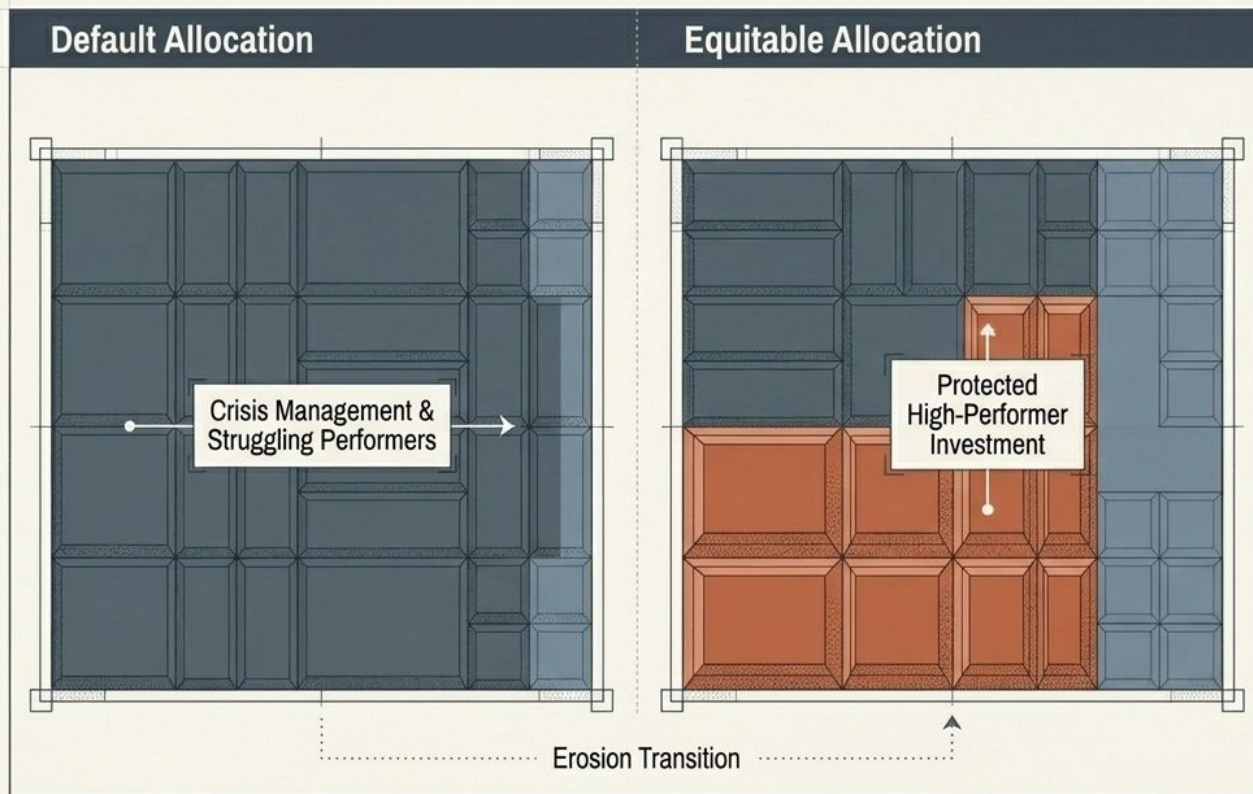 Default Allocation
Equitable Allocation
Crisis Management &
Struggling Performers
Protected
High-Performer
Investment
Erosion Transition